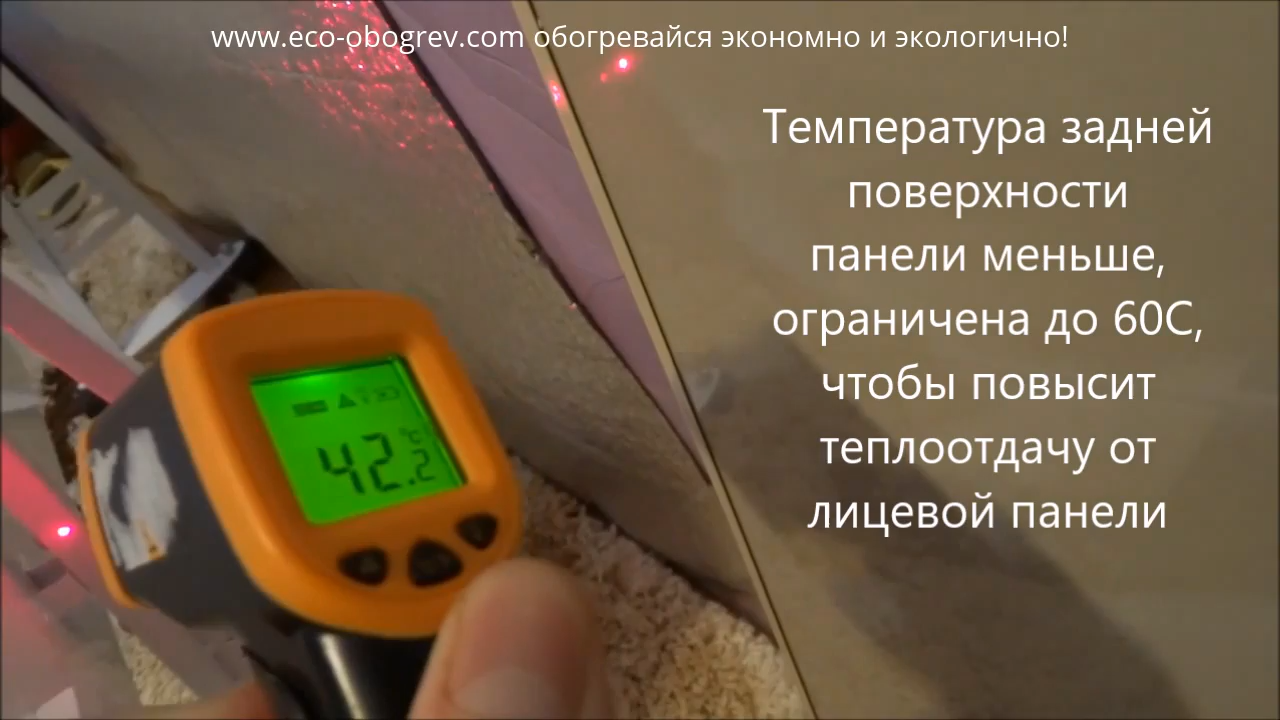 www.eco-obogrev.com обогревайся экономно и экологично!
Температура задней
поверхности
панели меньше,
ограничена до 60С,
чтобы повысит
теплоотдачу от
лицевой панели
°C
42.2